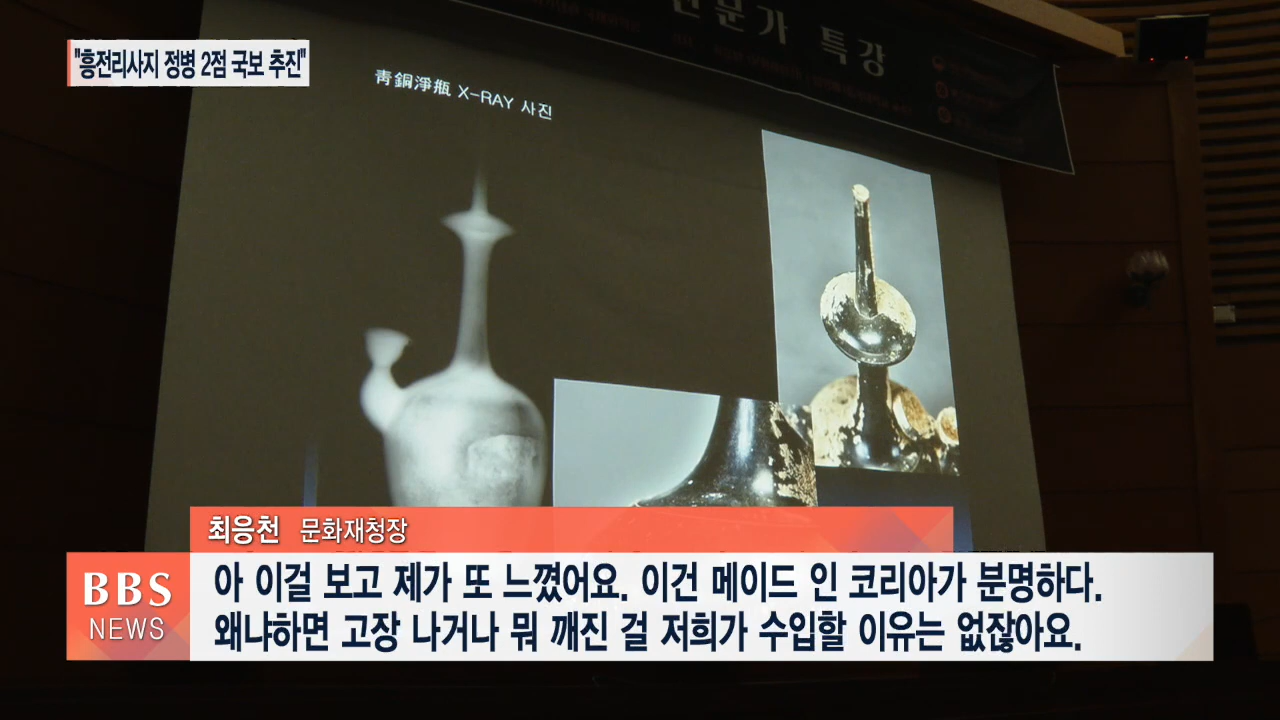 "흥전리사지 정병 2점 국보 추진"
전문가 특강
靑銅淨甁 X-RAY 사진
최응천 문화재청장
BBS
NEWS
아 이걸 보고 제가 또 느꼈어요. 이건 메이드 인 코리아가 분명하다.
왜냐하면 고장 나거나 뭐 깨진 걸 저희가 수입할 이유는 없잖아요.